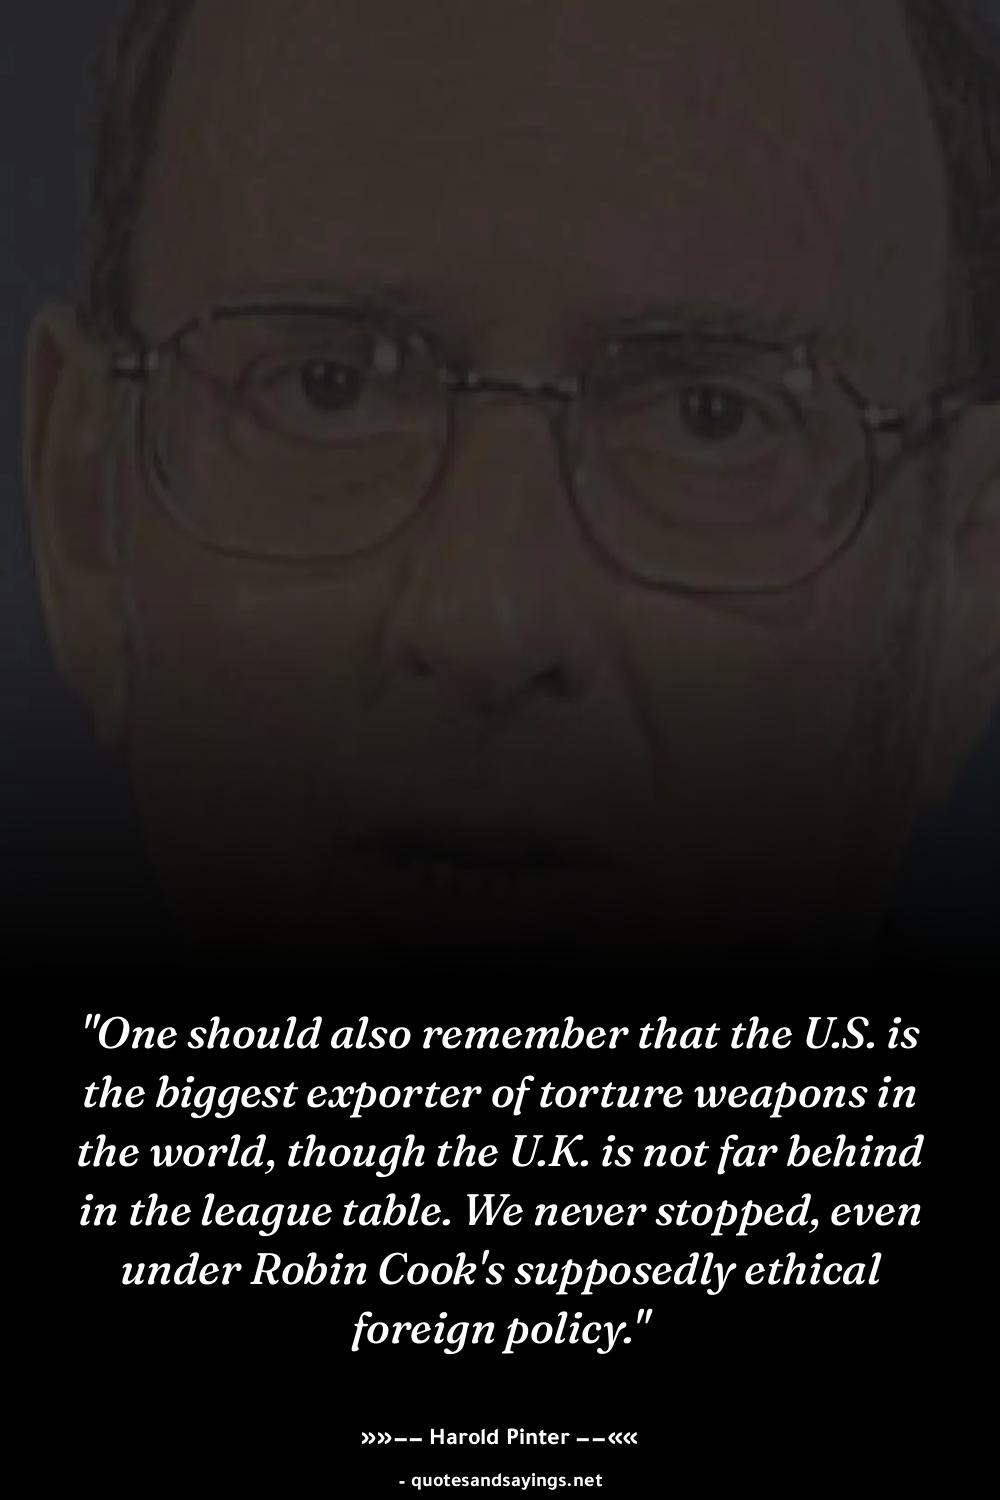 "One should also remember that the U.S. is
the biggest exporter of torture weapons in
the world, though the U.K. is not far behind
in the league table. We never stopped, even
under Robin Cook's supposedly ethical
foreign policy."
»»–– Harold Pinter ––««
- quotesandsayings.net